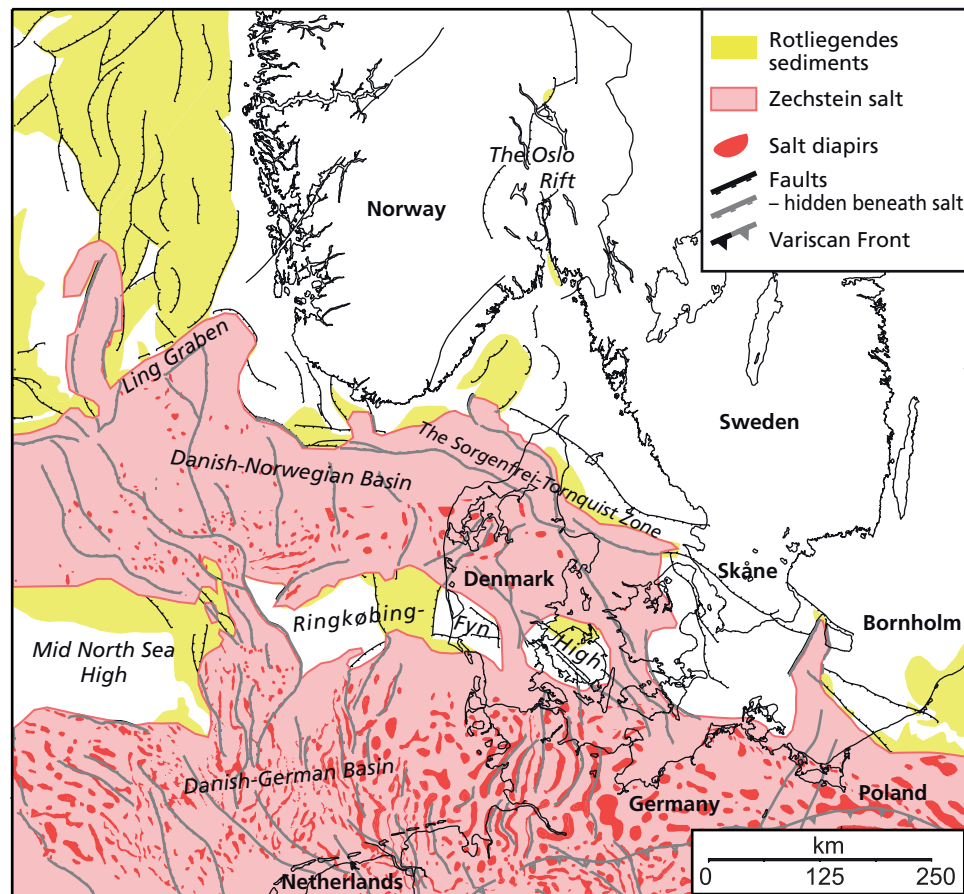 Rotliegendes
sediments
Zechstein salt
Salt diapirs
Faults
– hidden beneath salt
Variscan Front
The Oslo
Rift
Norway
Ling Graben
Sweden
The Sorgenfrei-Tornquist Zone
Danish-Norwegian Basin
Denmark
Skåne
Ringkøbing-
Fyn
High
Bornholm
Mid North Sea
High
Danish-German Basin
Germany
Poland
Netherlands
km
0 125 250